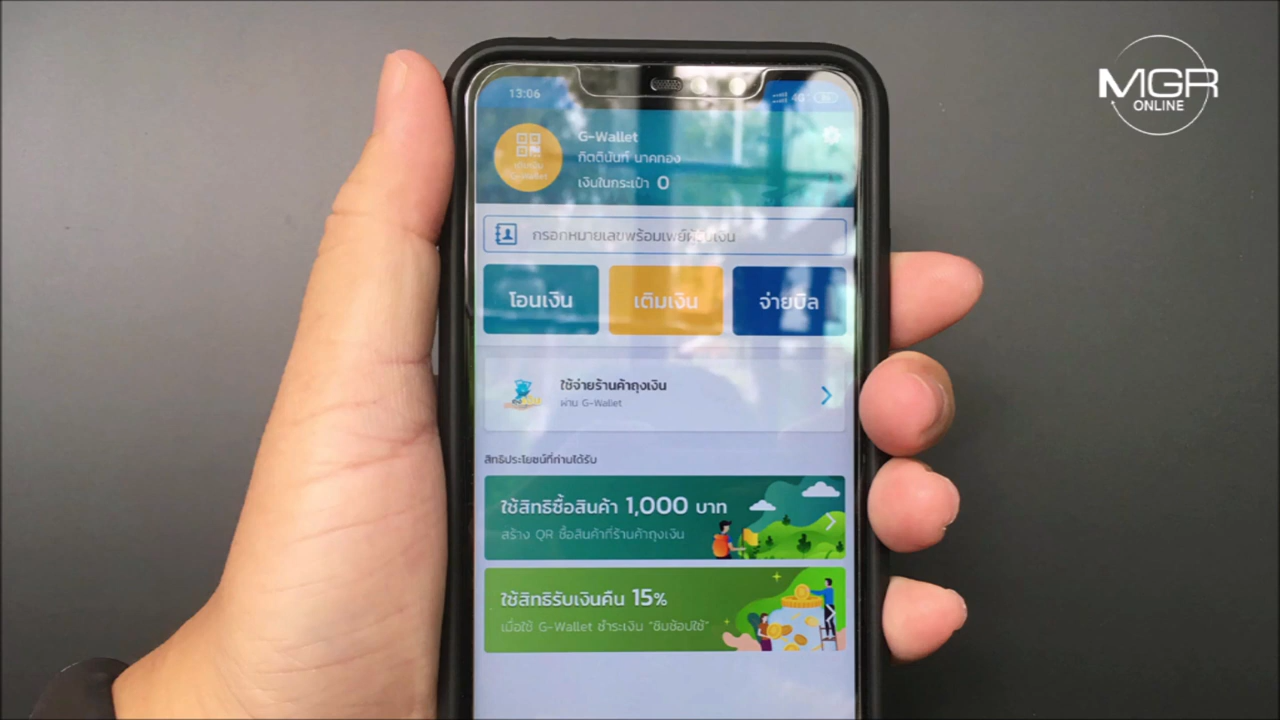 MGR
ONLINE
13:06
4G
G-Wallet
กิตตินันท์ นาคทอง
เงินในกระเป๋า 0
G-Wallet
กรอกหมายเลขพร้อมเพย์ผู้รับเงิน
โอนเงิน
เติมเงิน
จ่ายบิล
ใช้จ่ายร้านค้าถุงเงิน
ผ่าน G-Wallet
สิทธิประโยชน์ที่ท่านได้รับ
ใช้สิทธิซื้อสินค้า 1,000 บาท
สร้าง QR ซื้อสินค้าที่ร้านค้าถุงเงิน
ใช้สิทธิรับเงินคืน 15%
เมื่อใช้ G-Wallet ชำระเงิน "ชิมช้อปใช้"